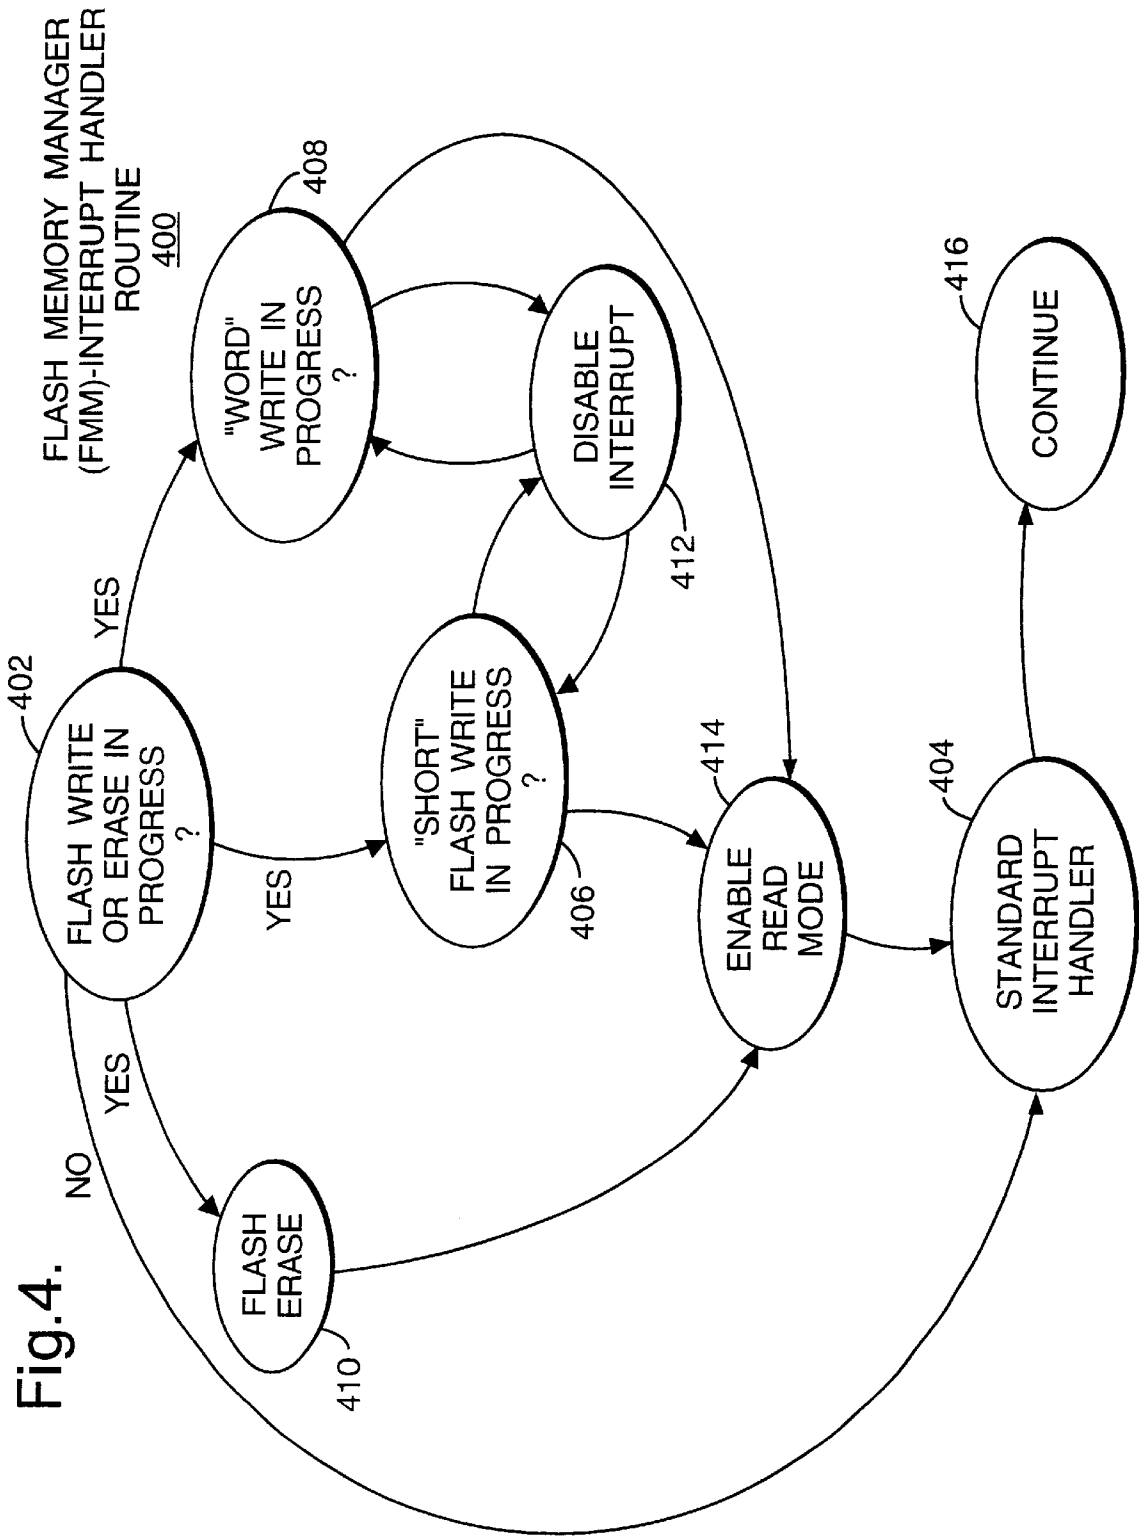 Fig.4.
FLASH MEMORY MANAGER
(FMM)-INTERRUPT HANDLER
ROUTINE
400
402
FLASH WRITE
OR ERASE IN
PROGRESS
?
NO
YES
YES
YES
FLASH
ERASE
410
"SHORT"
FLASH WRITE
IN PROGRESS
?
406
"WORD"
WRITE IN
PROGRESS
?
408
DISABLE
INTERRUPT
412
ENABLE
READ
MODE
414
STANDARD
INTERRUPT
HANDLER
404
CONTINUE
416